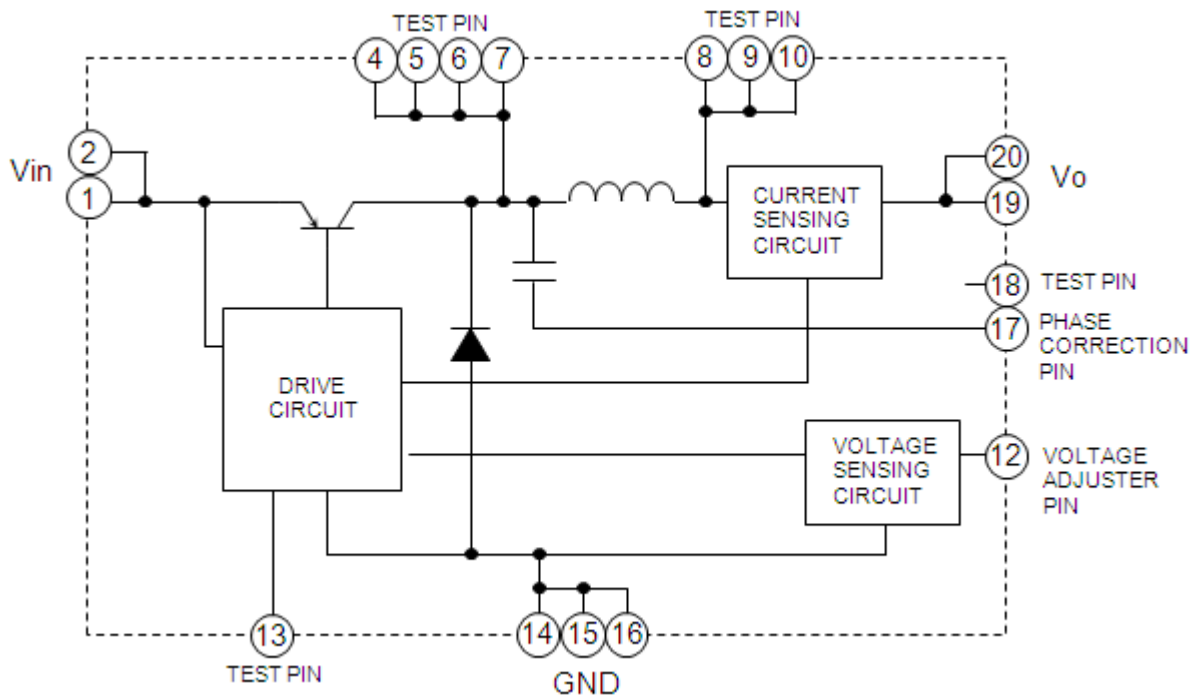 TEST PIN
4 5 6 7
TEST PIN
8 9 10
Vin
2
1
20
19
Vo
CURRENT
SENSING
CIRCUIT
18 TEST PIN
17 PHASE
CORRECTION
PIN
DRIVE
CIRCUIT
VOLTAGE
SENSING
CIRCUIT
12 VOLTAGE
ADJUSTER
PIN
13
TEST PIN
14 15 16
GND